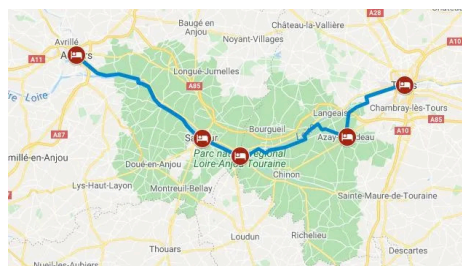 A28
Château-la-Vallière
Baugé en
Anjou
Avrillé
Noyant-Villages
A10
A11
Longué-Jumelles
A85
Loire
Langeais
Chambray-lès-Tours
Bourgueil
A87
A10
Parc
régional
Loire-Anjou-Touraine
Doué-en-Anjou
Chinon
Lys-Haut-Layon
Montreuil-Bellay
Sainte-Maure-de-Touraine
Loudun
Richelieu
Thouars
Descartes